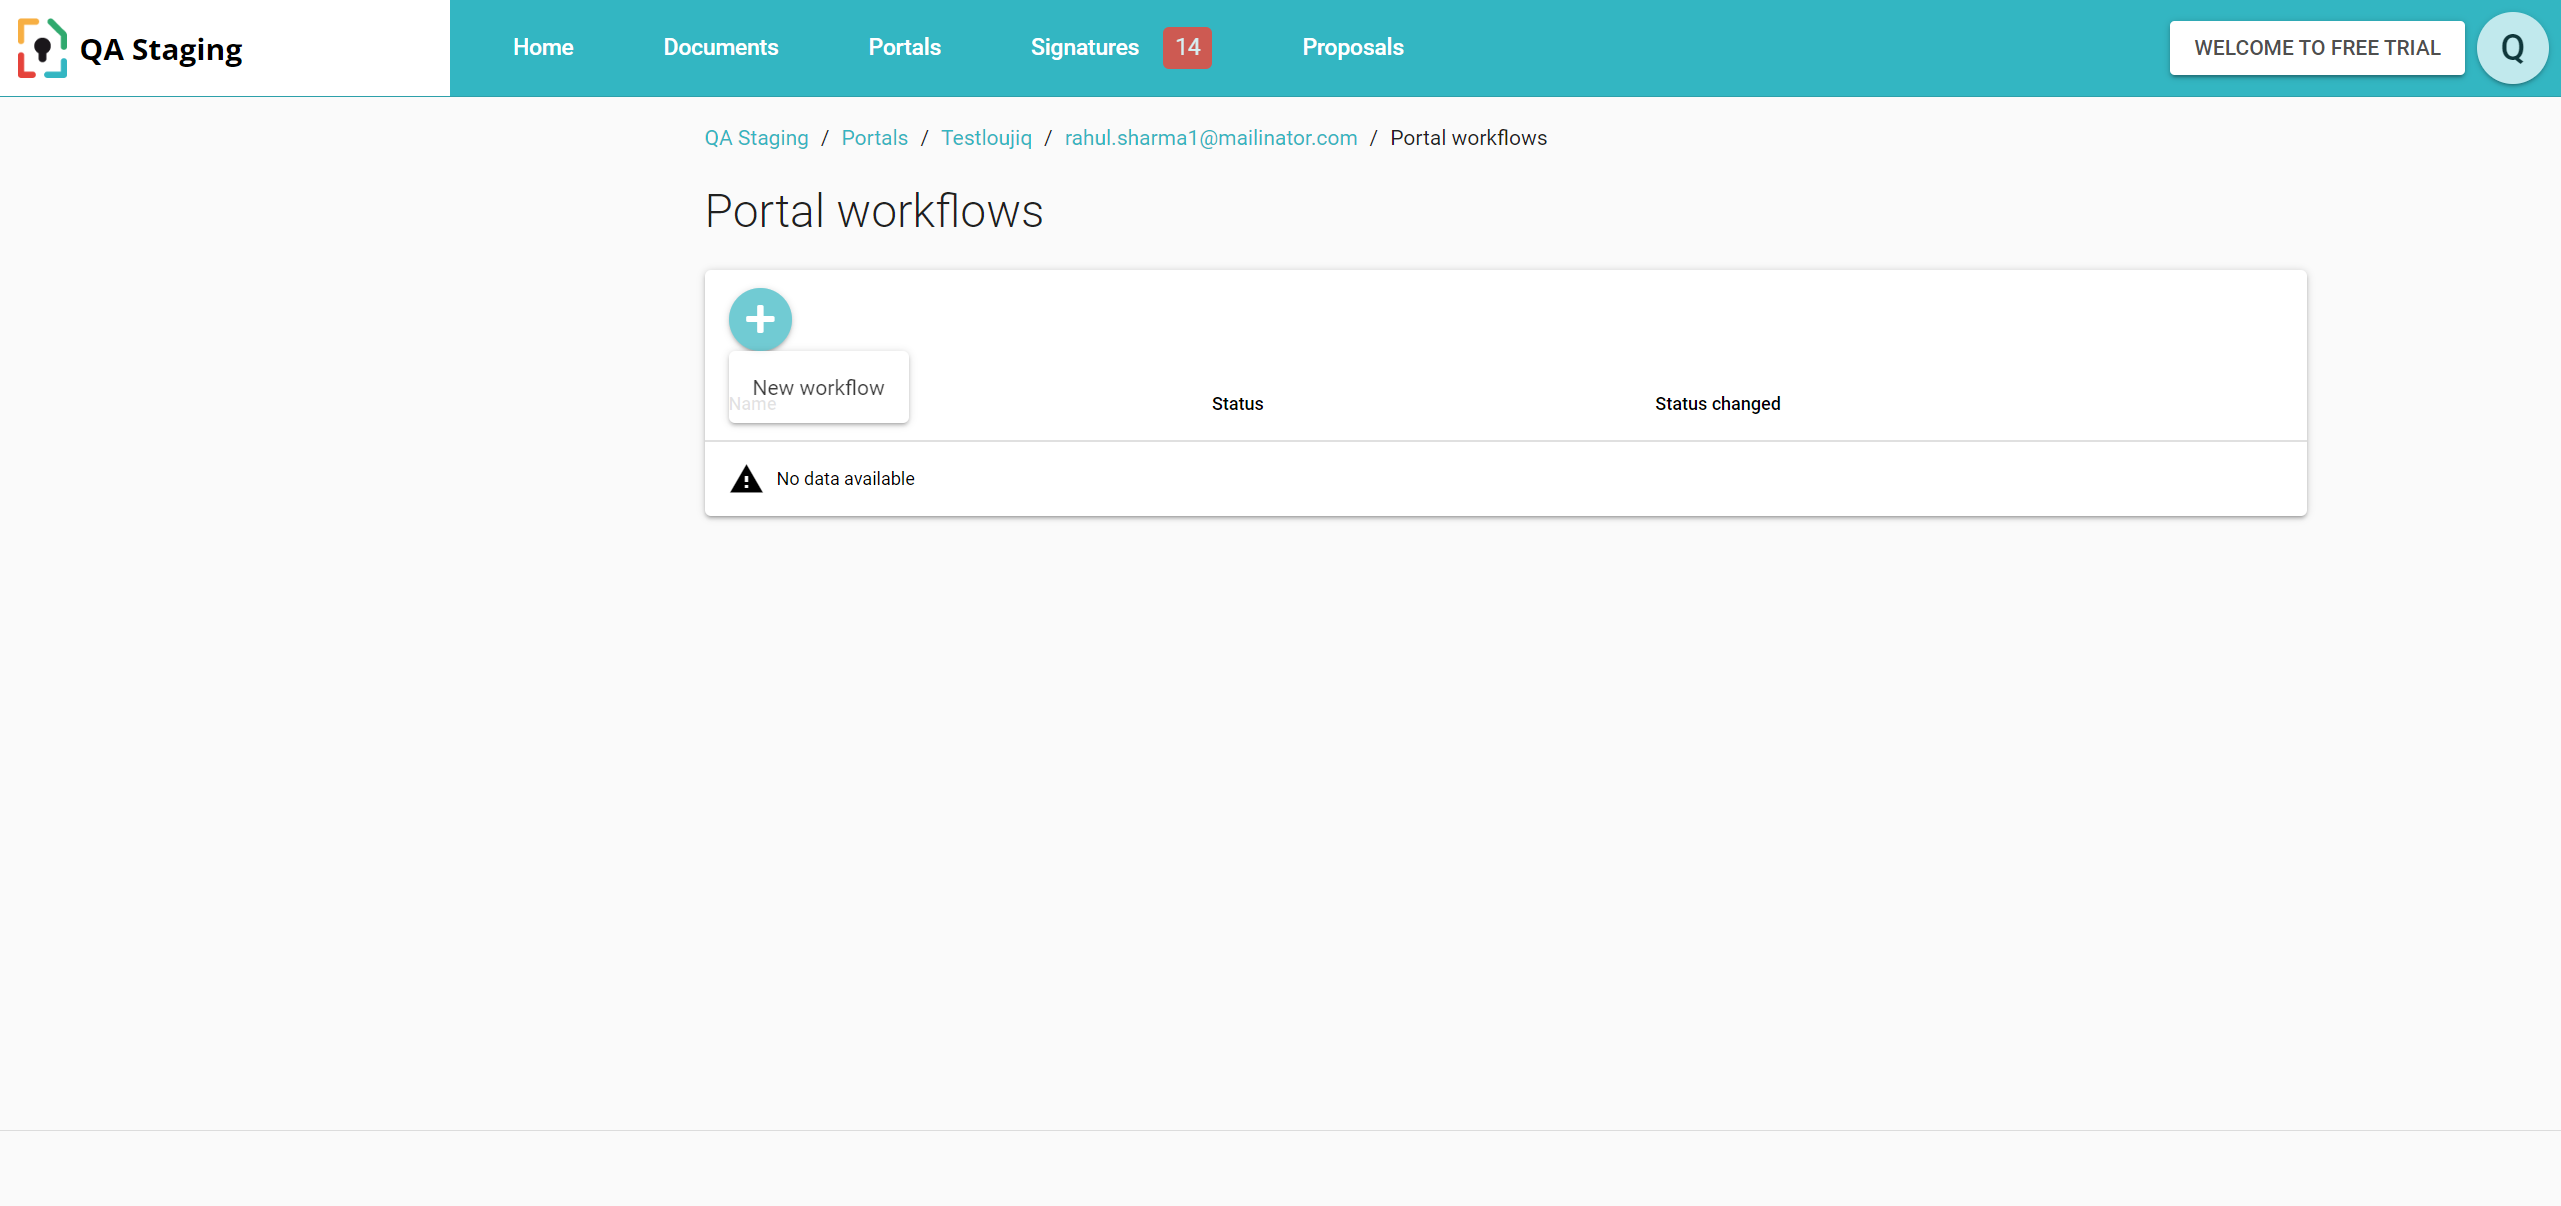 QA Staging
Home Documents Portals Signatures 14 Proposals
WELCOME TO FREE TRIAL Q
QA Staging / Portals / Testloujiq / rahul.sharma1@mailinator.com / Portal workflows
Portal workflows
New workflow
Name Status Status changed
No data available